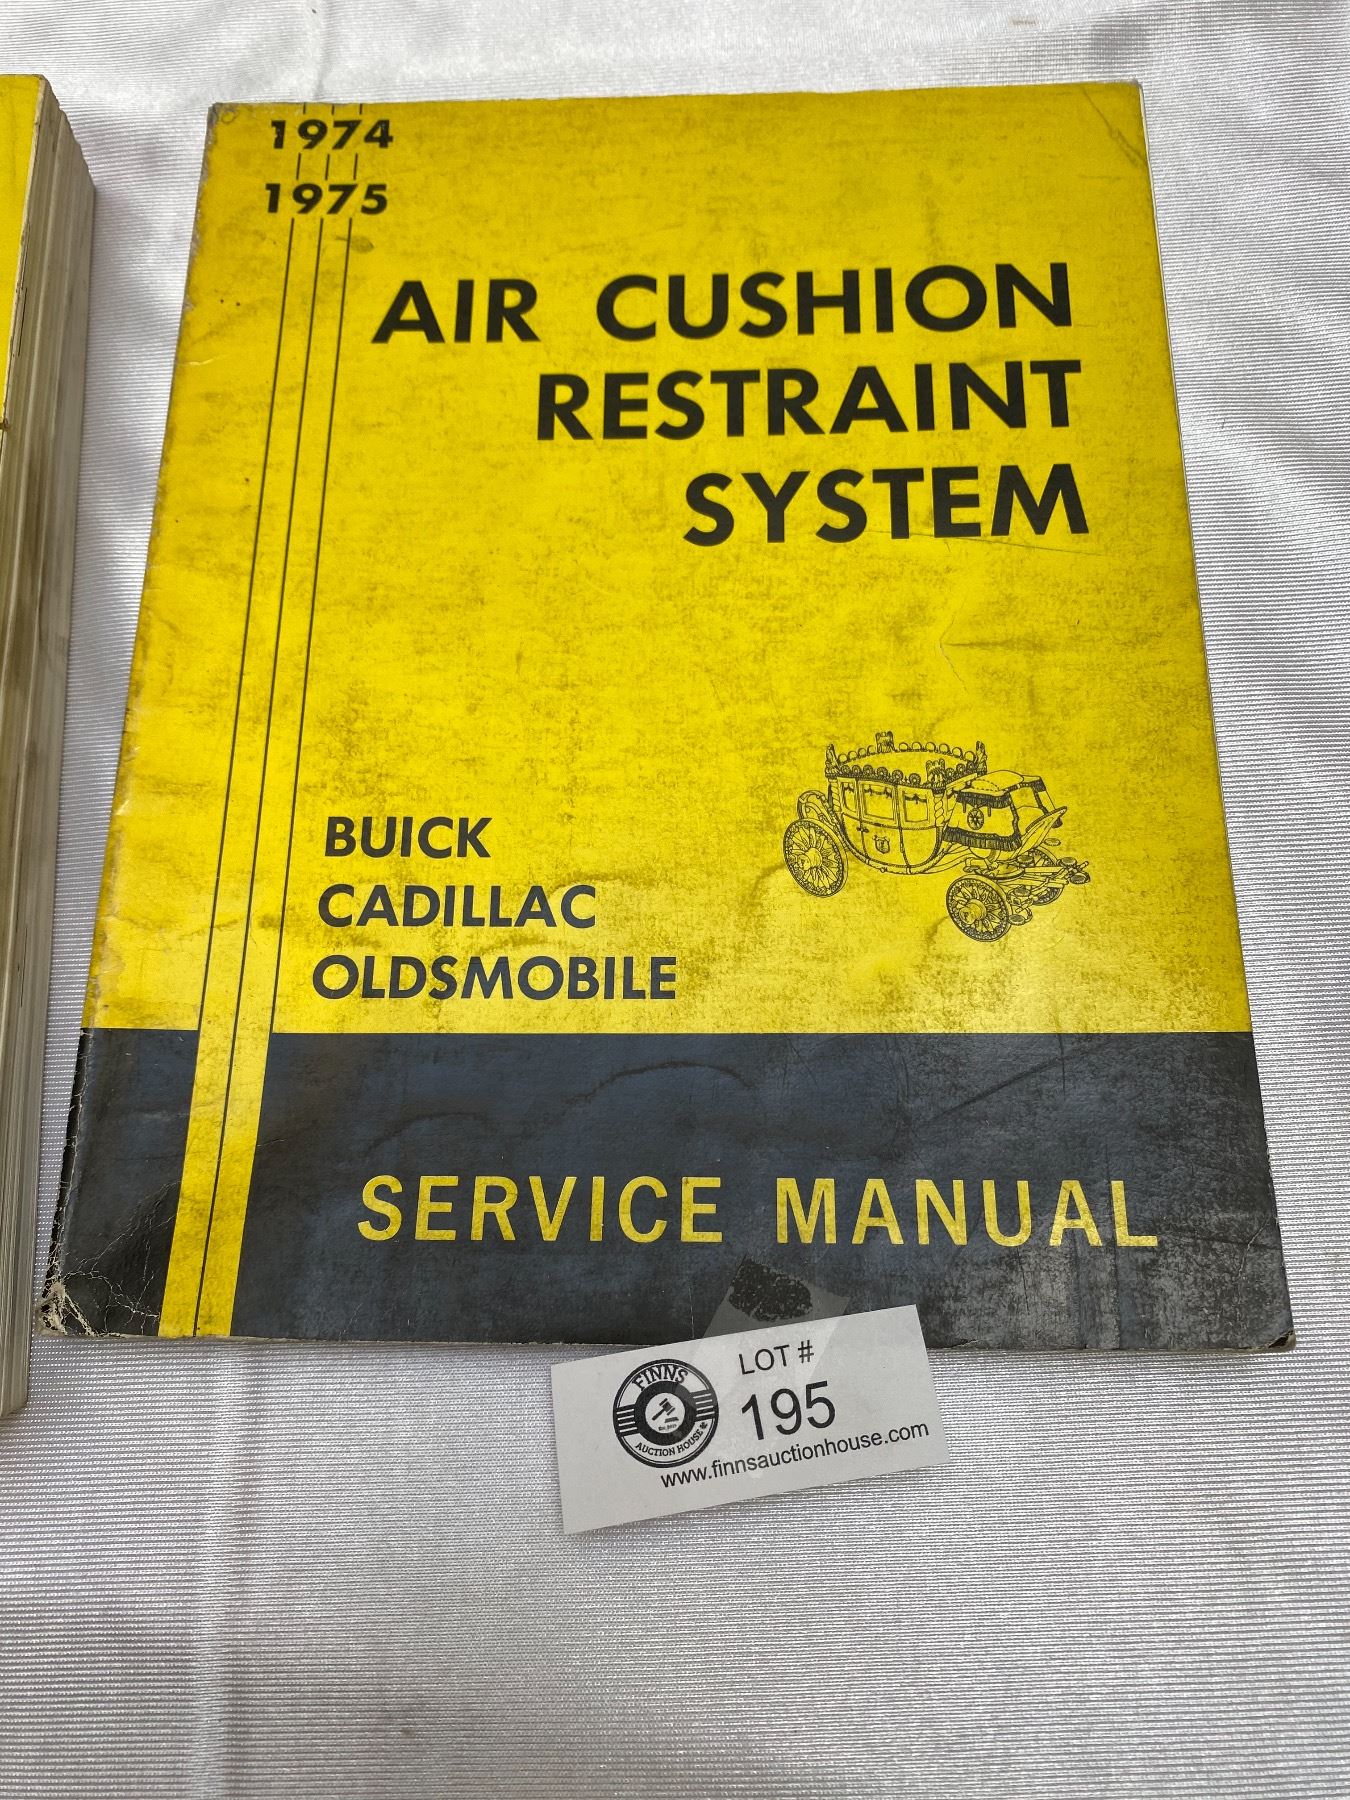 1974
1975
AIR CUSHION
RESTRAINT
SYSTEM
BUICK
CADILLAC
OLDSMOBILE
SERVICE MANUAL
FINNS
AUCTION HOUSE
LOT #
195
www.finnsauctionhouse.com